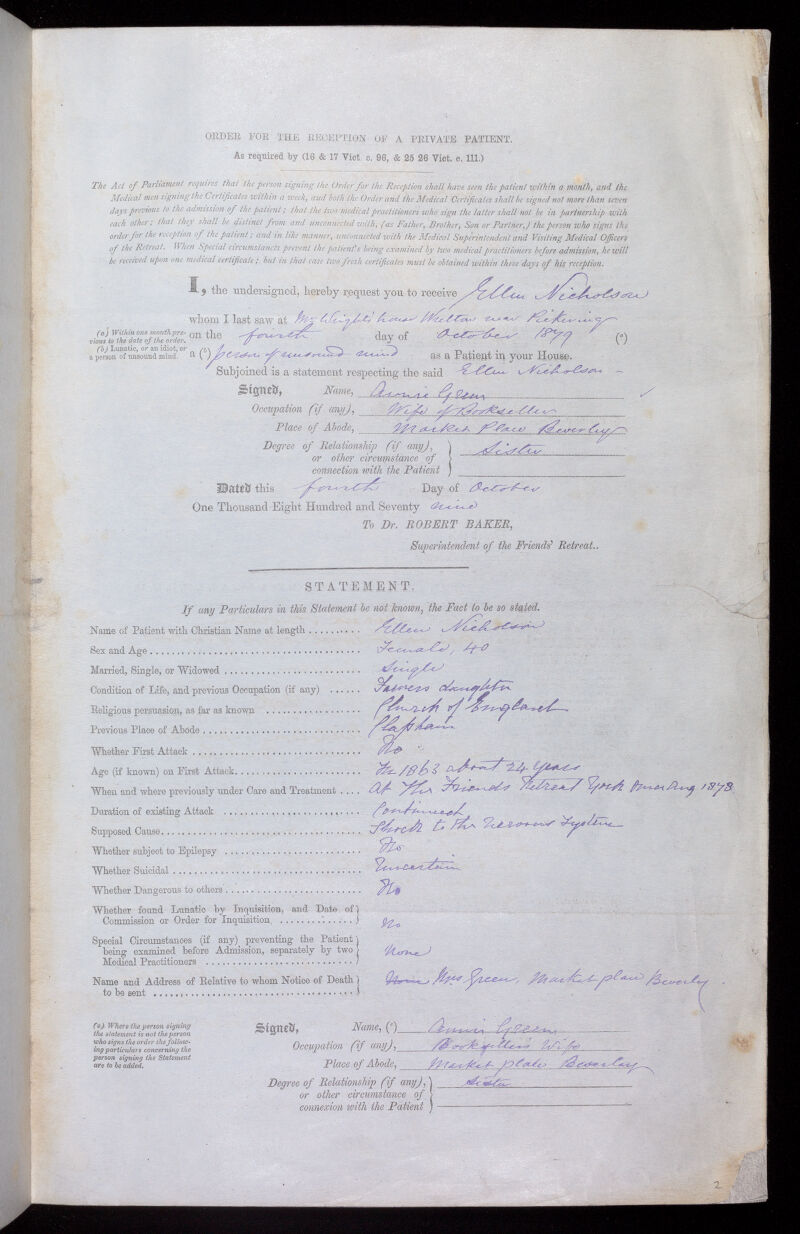 ORDER FOR THE RECEPTION OF A PRIVATE PATIENT.
As required by (16 & 17 Vict. c. 96, & 25 26 Vict. c. 111.)
The Act of Parliament requires that the person signing the Order for the Reception shall have seen the patient within a month, and the
Medical men signing the Certificates within a week, and both the Order and the Medical Certificates shall be signed not more than seven
days previous to the admission of the patient; that the two medical practitioners who sign the latter shall not be in partnership with
each other; that they shall be distinct from and unconnected with, (as Father, Brother, Son or Partner,) the person who signs the
order for the reception of the patient; and in like manner, unconnected with the Medical Superintendent and Visiting Medical Officers
of the Retreat. When Special circumstances prevent the patient's being examined by two medical practitioners before admission, he will
be received upon one medical certificate; but in that case two fresh certificates must be obtained within three days of his reception.
I, the undersigned, hereby request you to receive Ellen Nicholson
whom I last saw at Mr Wright's house near Pickering
(a) Within one month pre-
vious to the date of the order.
(b) Lunatic, or an idiot, or
a person of unsound mind.
on the fourth day of October 1879 (a)
a (b) person of unsound mind as a Patient in your House.
Subjoined is a statement respecting the said Ellen Nicholson -
Signed, Name, Annie Green
Occupation (if any), Wife of Bookseller
Place of Abode, Market Place Beverley
Degree of Relationship (if any),
or other circumstance of
connection with the Patient } Sister
Dated this fourth Day of October
One Thousand Eight Hundred and Seventy nine
To Dr. ROBERT BAKER,
Superintendent of the Friends' Retreat..
STATEMENT.
If any Particulars in this Statement be not known, the Fact to be so stated.
Name of Patient with Christian Name at length .......... Ellen Nicholson
Sex and Age ........ Female, 40
Married, Single, or Widowed ........ Single
Condition of Life, and previous Occupation (if any) ...... Farmers daughter
Religious persuasion, as far as known ........ Church of England
Previous Place of Abode ........ Clapham
Whether First Attack ........ No
Age (if known) on First Attack ........ In 1863 about 24 years
When and where previously under Care and Treatment .... At The Friends Retreat York Aug 1878
Duration of existing Attack ........ Continued
Supposed Cause ........ Shock to the Nervous System
Whether subject to Epilepsy ........ No
Whether Suicidal ........ Uncertain
Whether Dangerous to others ........ No
Whether found Lunatic by Inquisition, and Date of
Commission or Order for Inquisition ........ } No
Special Circumstances (if any) preventing the Patient
being examined before Admission, separately by two
Medical Practitioners ........ } None
Name and Address of Relative to whom Notice of Death
to be sent ........ } None Mrs Green, Market place Beverley.
(a) Where the person signing
the statement is not the person
who signs the order the follow-
ing particulars concerning the
person signing the Statement
are to be added.
Signed, Name, (c) Annie Green
Occupation (if any), Booksellers Wife
Place of Abode, Market place Beverley
Degree of Relationship (if any),
or other circumstance of
connexion with the Patient } Sister
2